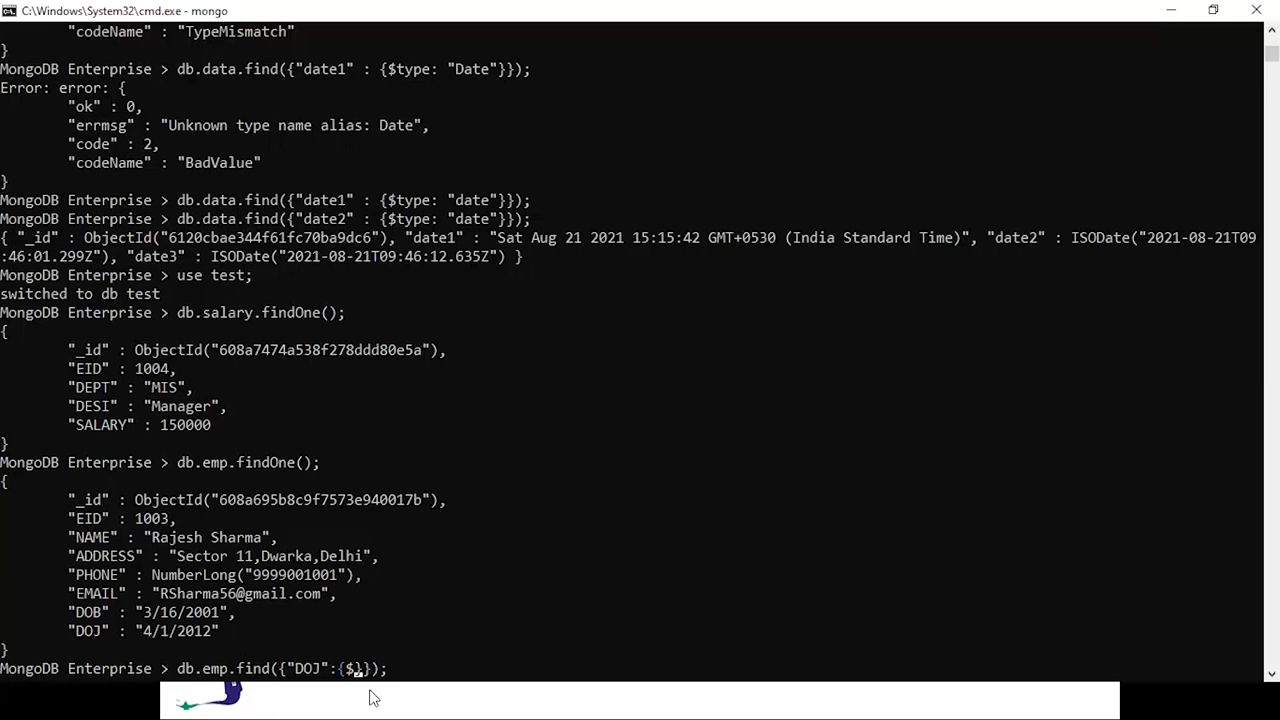 C:\Windows\System32\cmd.exe - mongo
"codeName" : "TypeMismatch"
}
MongoDB Enterprise > db.data.find({"date1" : {$type: "Date"}});
Error: error: {
"ok" : 0,
"errmsg" : "Unknown type name alias: Date",
"code" : 2,
"codeName" : "BadValue"
}
MongoDB Enterprise > db.data.find({"date1" : {$type: "date"}});
MongoDB Enterprise > db.data.find({"date2" : {$type: "date"}});
{ "_id" : ObjectId("6120cbae344f61fc70ba9dc6"), "date1" : "Sat Aug 21 2021 15:15:42 GMT+0530 (India Standard Time)", "date2" : ISODate("2021-08-21T09
:46:01.299Z"), "date3" : ISODate("2021-08-21T09:46:12.635Z") }
MongoDB Enterprise > use test;
switched to db test
MongoDB Enterprise > db.salary.findOne();
{
"_id" : ObjectId("608a7474a538f278ddd80e5a"),
"EID" : 1004,
"DEPT" : "MIS",
"DESI" : "Manager",
"SALARY" : 150000
}
MongoDB Enterprise > db.emp.findOne();
{
"_id" : ObjectId("608a695b8c9f7573e940017b"),
"EID" : 1003,
"NAME" : "Rajesh Sharma",
"ADDRESS" : "Sector 11,Dwarka,Delhi",
"PHONE" : NumberLong("9999001001"),
"EMAIL" : "RSharma56@gmail.com",
"DOB" : "3/16/2001",
"DOJ" : "4/1/2012"
}
MongoDB Enterprise > db.emp.find({"DOJ":{$}});